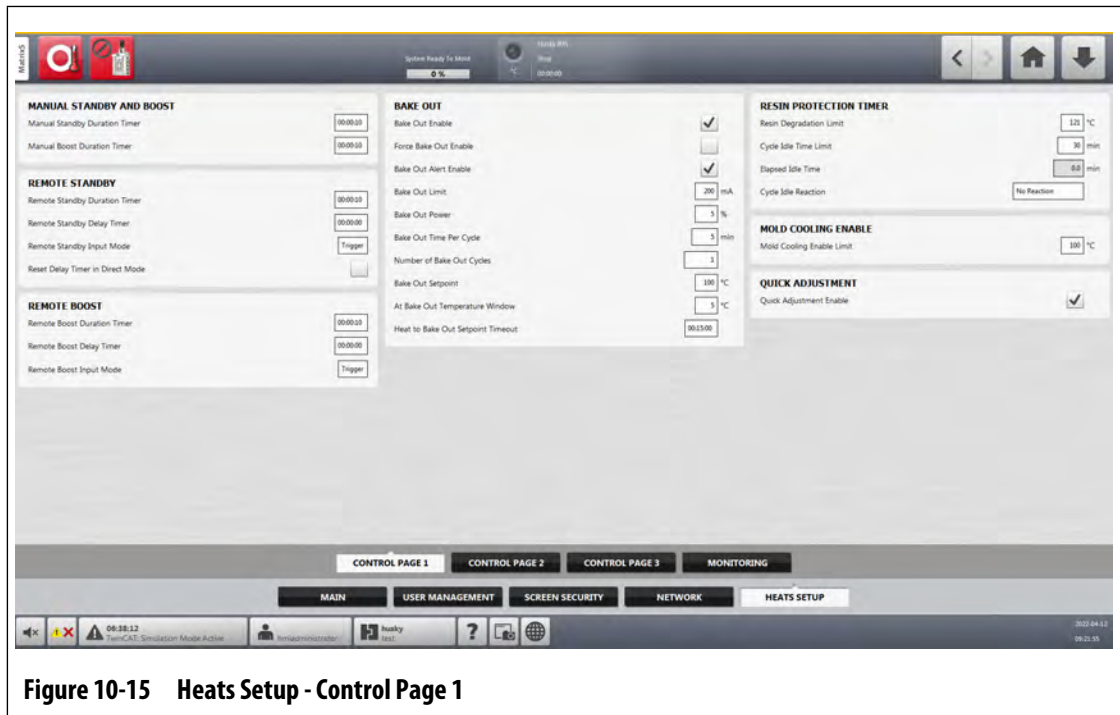 Matrix5
System Ready To Mold
0 %
°C
00:00:00
MANUAL STANDBY AND BOOST
Manual Standby Duration Timer 00:00:10
Manual Boost Duration Timer 00:00:10
REMOTE STANDBY
Remote Standby Duration Timer 00:00:10
Remote Standby Delay Timer 00:00:00
Remote Standby Input Mode Trigger
Reset Delay Timer in Direct Mode
REMOTE BOOST
Remote Boost Duration Timer 00:00:10
Remote Boost Delay Timer 00:00:00
Remote Boost Input Mode Trigger
BAKE OUT
Bake Out Enable
Force Bake Out Enable
Bake Out Alert Enable
Bake Out Limit 200 mA
Bake Out Power 5 %
Bake Out Time Per Cycle 5 min
Number of Bake Out Cycles 1
Bake Out Setpoint 100 °C
At Bake Out Temperature Window 5 °C
Heat to Bake Out Setpoint Timeout 00:15:00
RESIN PROTECTION TIMER
Resin Degradation Limit 121 °C
Cycle Idle Time Limit 30 min
Elapsed Idle Time 0.0 min
Cycle Idle Reaction No Reaction
MOLD COOLING ENABLE
Mold Cooling Enable Limit 100 °C
QUICK ADJUSTMENT
Quick Adjustment Enable
CONTROL PAGE 1 CONTROL PAGE 2 CONTROL PAGE 3 MONITORING
MAIN USER MANAGEMENT SCREEN SECURITY NETWORK HEATS SETUP
06:38:12
TwinCAT: Simulation Mode Active
hmiadministrator
husky
test
?
2022-04-12
09:21:55
Figure 10-15 Heats Setup - Control Page 1